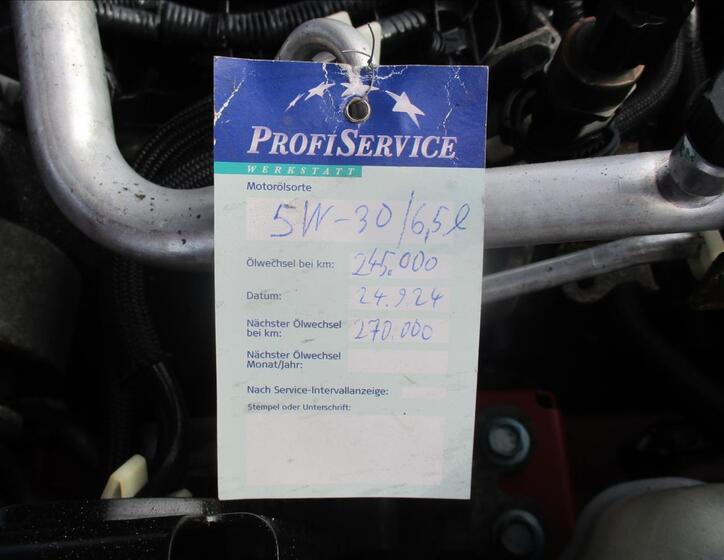 PROFISERVICE
WERKSTATT
Motorölsorte
5W-30/6,5l
Ölwechsel bei km: 245.000
Datum: 24.9.24
Nächster Ölwechsel
bei km: 270.000
Nächster Ölwechsel
Monat/Jahr:
Nach Service-Intervallanzeige:
Stempel oder Unterschrift: